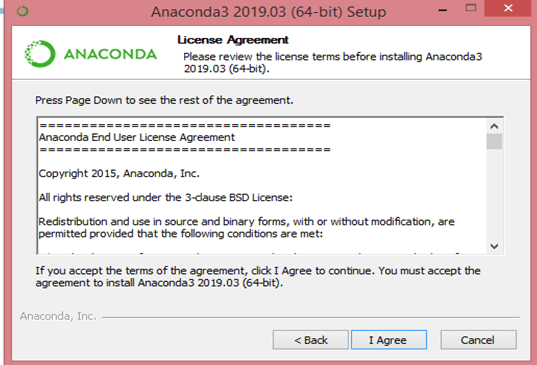 Anaconda3 2019.03 (64-bit) Setup
ANACONDA
License Agreement
Please review the license terms before installing Anaconda3
2019.03 (64-bit).
Press Page Down to see the rest of the agreement.
===================================
Anaconda End User License Agreement
===================================
Copyright 2015, Anaconda, Inc.
All rights reserved under the 3-clause BSD License:
Redistribution and use in source and binary forms, with or without modification, are
permitted provided that the following conditions are met:
If you accept the terms of the agreement, click I Agree to continue. You must accept the
agreement to install Anaconda3 2019.03 (64-bit).
Anaconda, Inc.
< Back
I Agree
Cancel